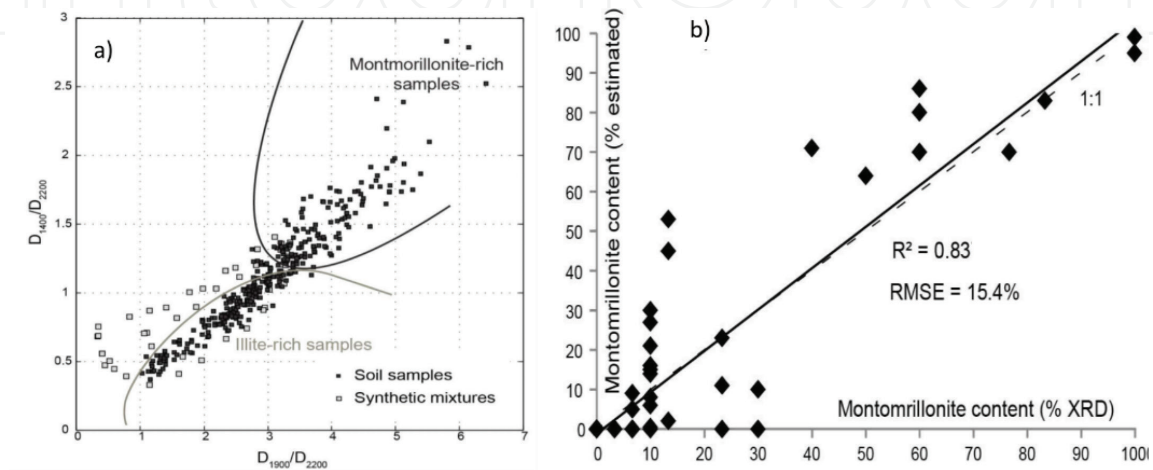 a)
3
2.5
2
1.5
1
0.5
0
D1400/D2200
Montmorillonite-rich
samples
Illite-rich samples
Soil samples
Synthetic mixtures
0 1 2 3 4 5 6 7
D1900/D2200
b)
100
90
80
70
60
50
40
30
20
10
0
Montomrillonite content (% estimated)
1:1
R² = 0.83
RMSE = 15.4%
Montomrillonite content (% XRD)
0 10 20 30 40 50 60 70 80 90 1000